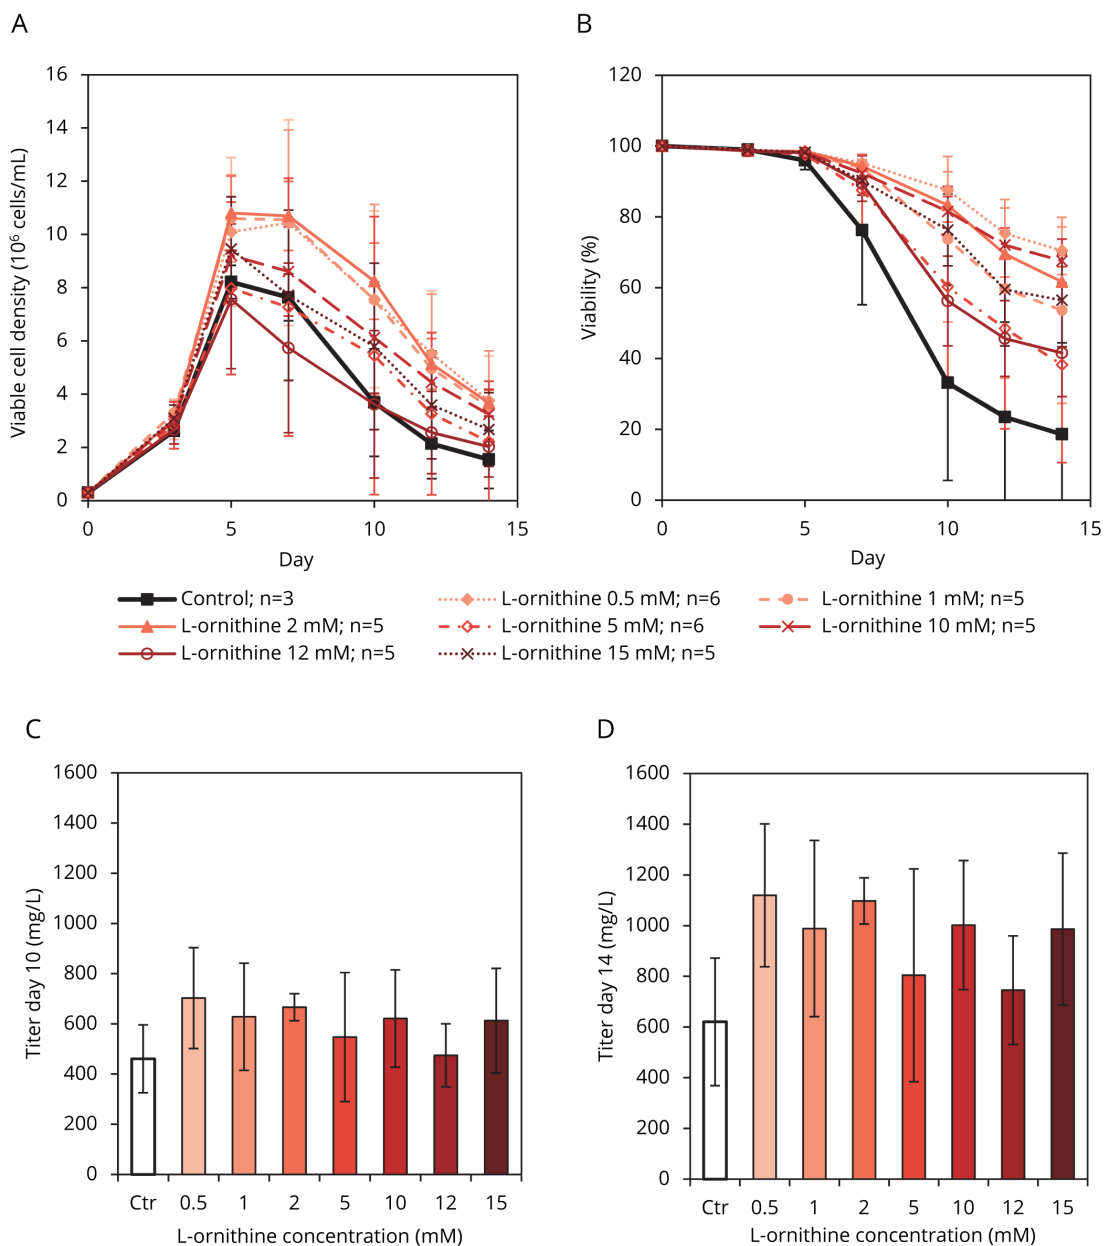 A
Viable cell density (10⁶ cells/mL)
16
14
12
10
8
6
4
2
0
0
5
10
15
Day
B
Viability (%)
120
100
80
60
40
20
0
0
5
10
15
Day
Control; n=3
L-ornithine 0.5 mM; n=6
L-ornithine 1 mM; n=5
L-ornithine 2 mM; n=5
L-ornithine 5 mM; n=6
L-ornithine 10 mM; n=5
L-ornithine 12 mM; n=5
L-ornithine 15 mM; n=5
C
Titer day 10 (mg/L)
1600
1400
1200
1000
800
600
400
200
0
Ctr 0.5 1 2 5 10 12 15
L-ornithine concentration (mM)
D
Titer day 14 (mg/L)
1600
1400
1200
1000
800
600
400
200
0
Ctr 0.5 1 2 5 10 12 15
L-ornithine concentration (mM)